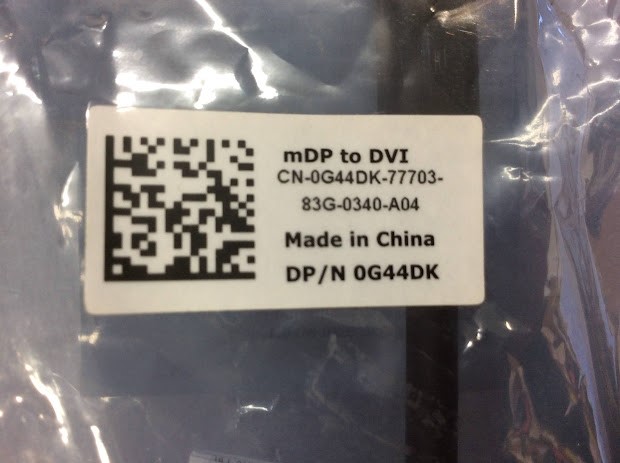 mDP to DVI
CN-0G44DK-77703-
83G-0340-A04
Made in China
DP/N 0G44DK